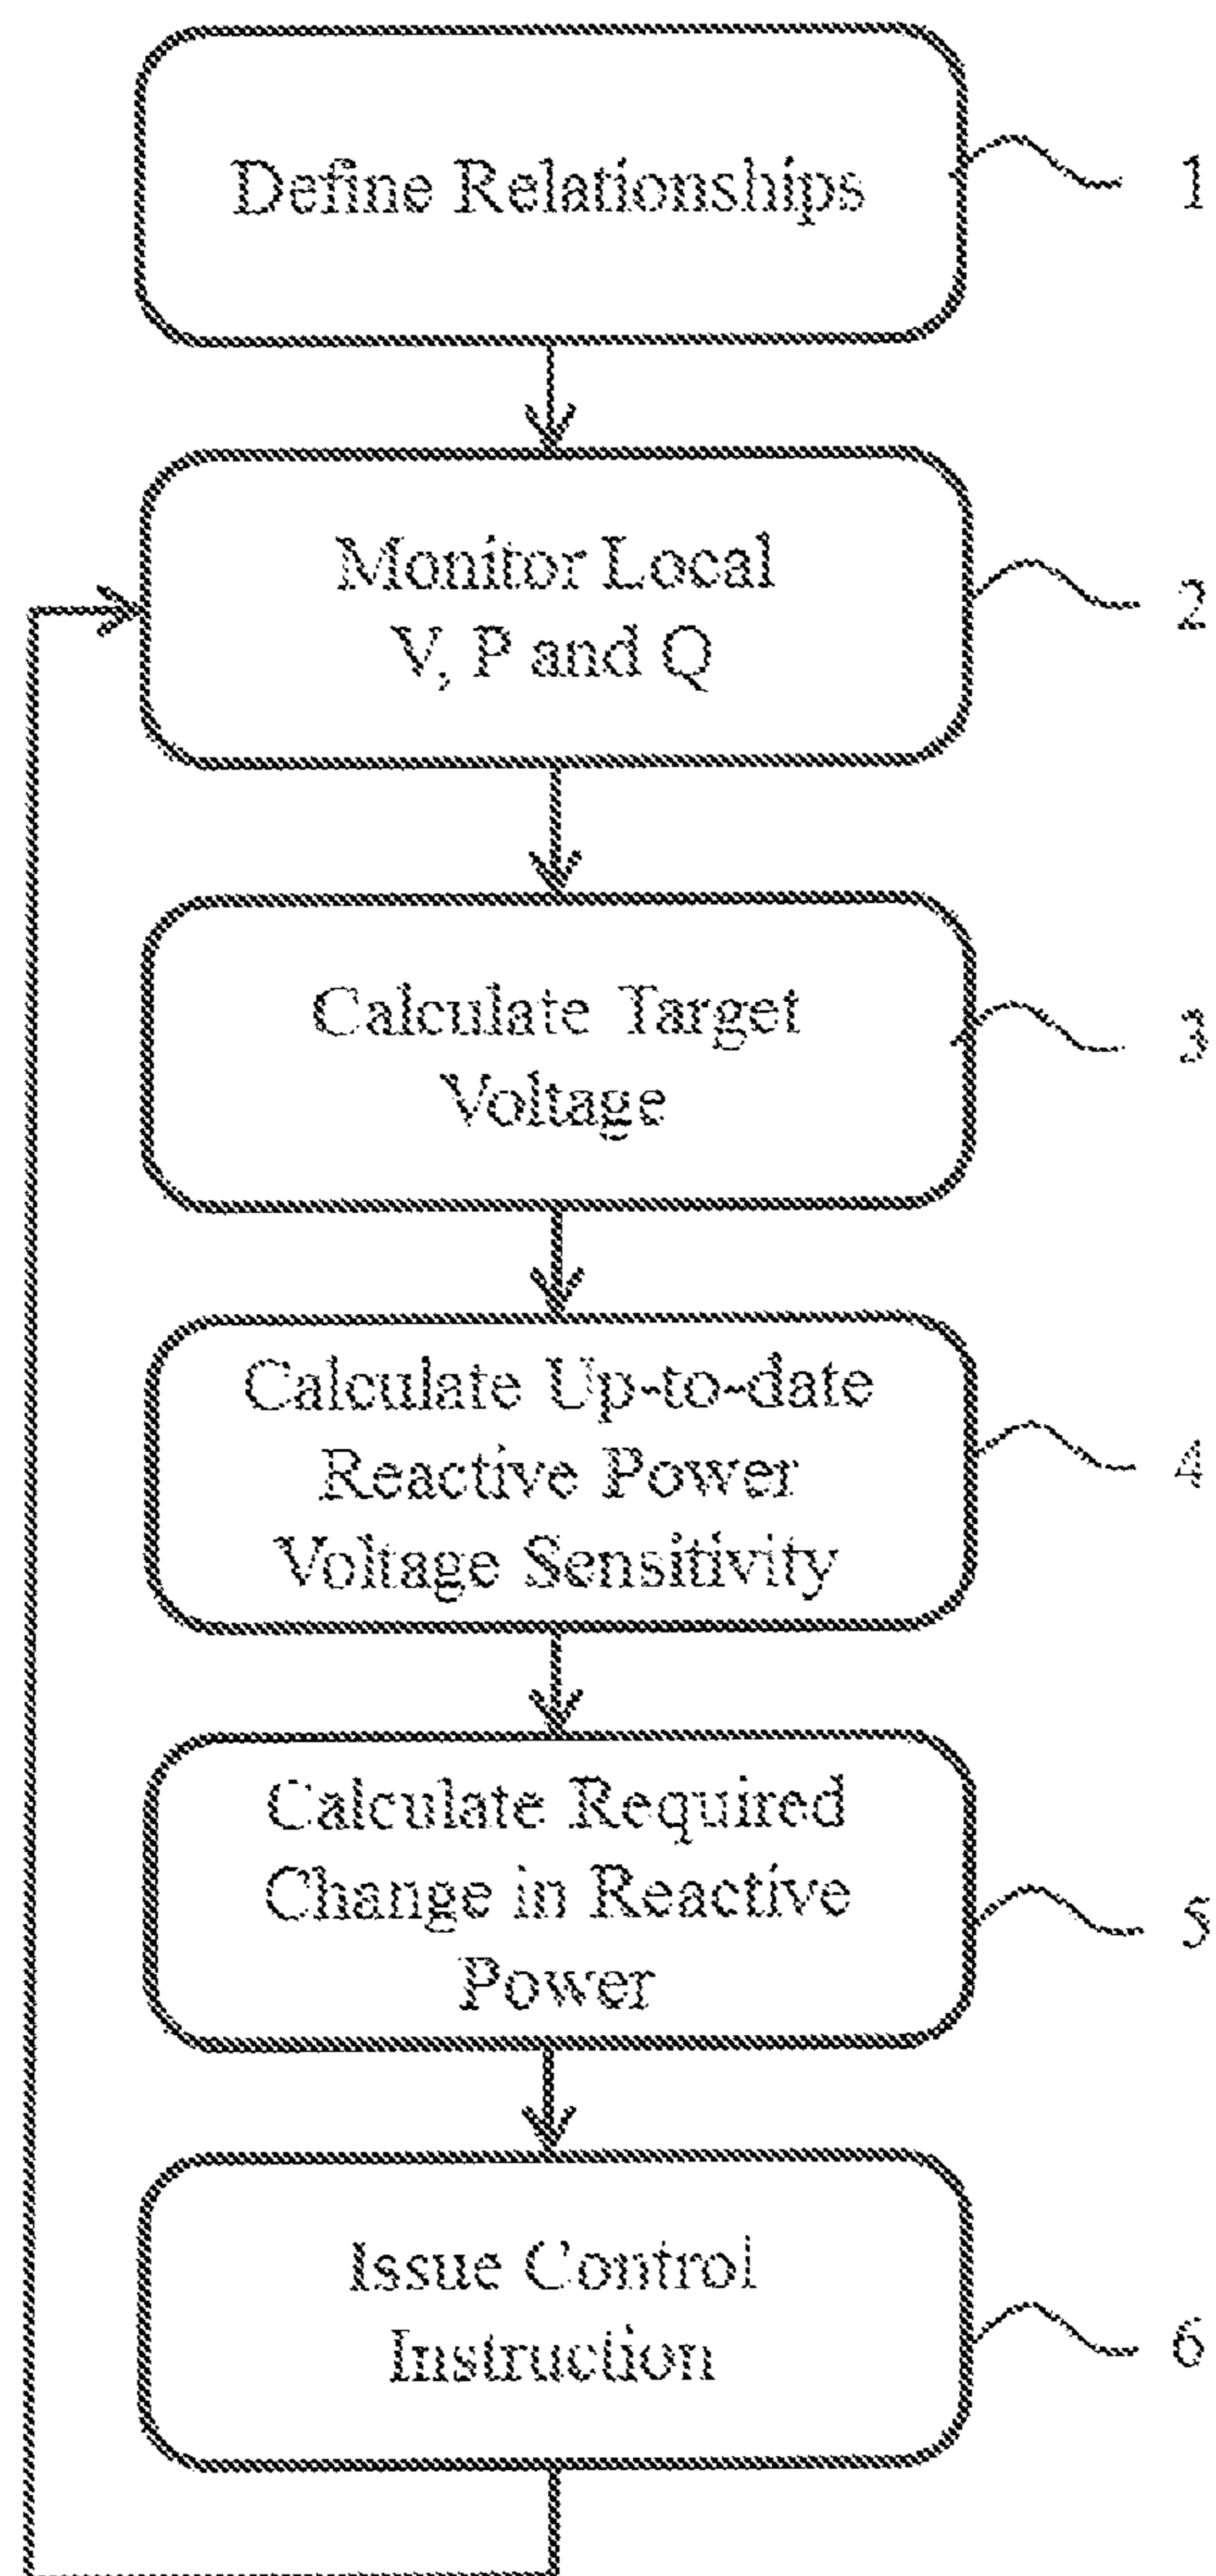 Define Relationships
1
Monitor Local
V, P and Q
2
Calculate Target
Voltage
3
Calculate Up-to-date
Reactive Power
Voltage Sensitivity
4
Calculate Required
Change in Reactive
Power
5
Issue Control
Instruction
6